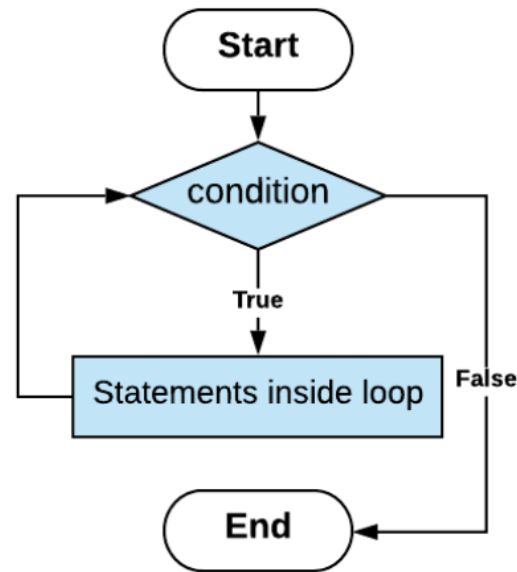 Start
condition
True
Statements inside loop
False
End